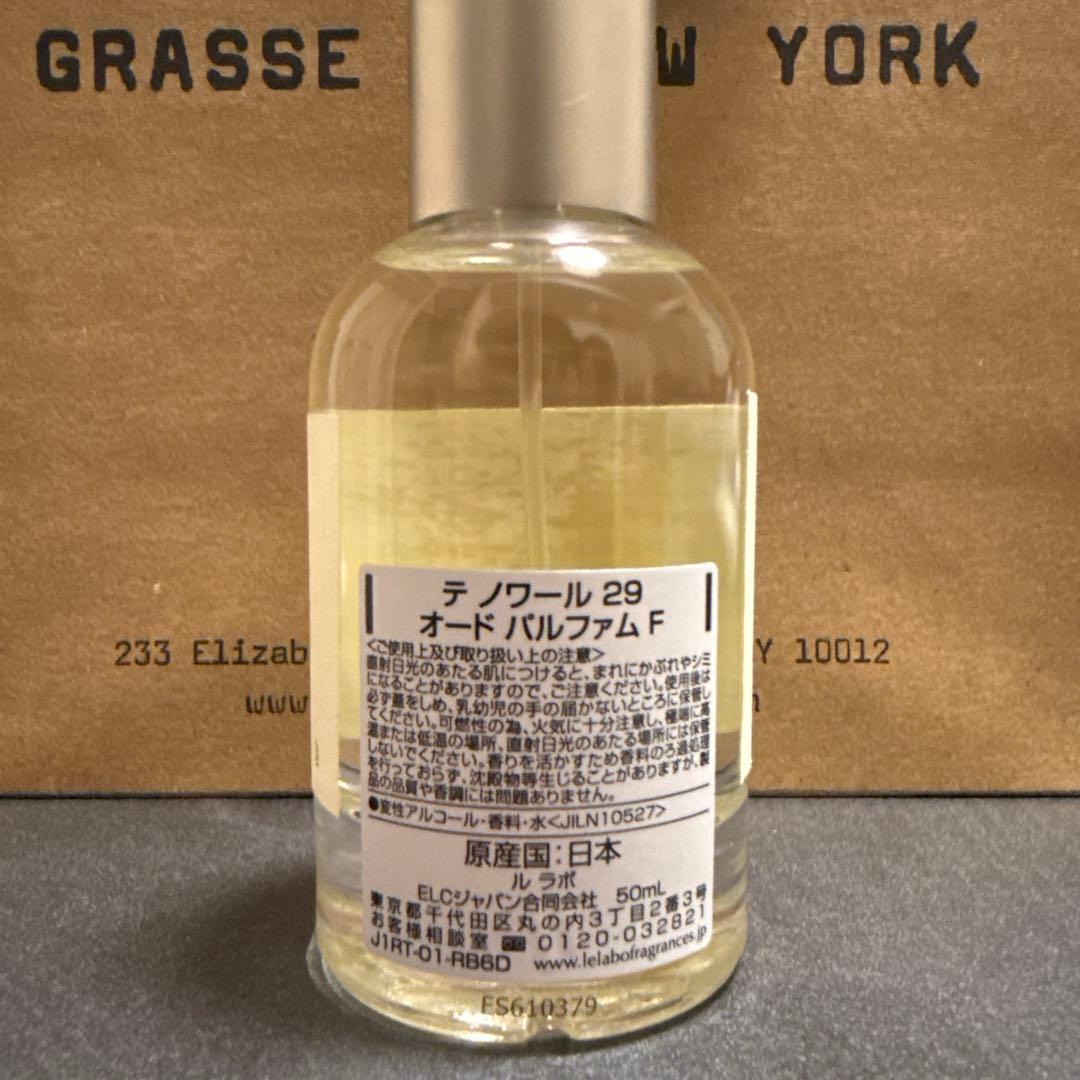 GRASSE
W YORK
233 Elizab
Y 10012
www
テ ノワール 29
オード パルファム F
<ご使用上及び取り扱い上の注意>
直射日光のあたる肌につけると、まれにかぶれやシミ
になることがありますので、ご注意ください。使用後は
必ず蓋をしめ、乳幼児の手の届かないところに保管し
てください。可燃性の為、火気に十分注意し、極端に高
温または低温の場所、直射日光のあたる場所には保管
しないでください。香りを活かすため香料のろ過処理
を行っておらず、沈殿物等生じることがありますが、製
品の品質や香調には問題ありません。
●変性アルコール・香料・水<JILN10527>
原産国:日本
ル ラボ
ELCジャパン合同会社 50mL
東京都千代田区丸の内3丁目2番3号
お客様相談室 0120-032821
J1RT-01-RB6D www.lelabofragrances.jp
ES610379